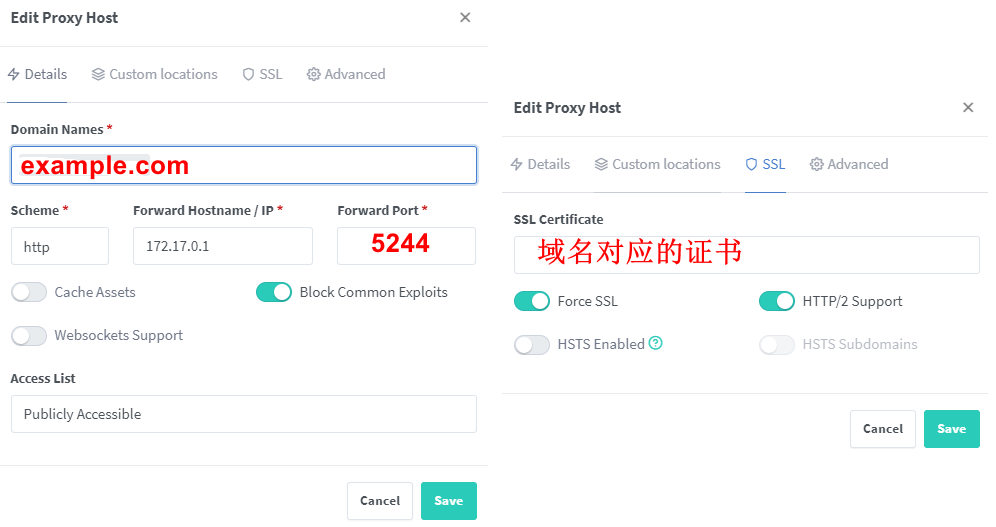 Edit Proxy Host
Details Custom locations SSL Advanced
Domain Names *
example.com
Scheme * Forward Hostname / IP * Forward Port *
http 172.17.0.1 5244
Cache Assets Block Common Exploits
Websockets Support
Access List
Publicly Accessible
Cancel Save
Edit Proxy Host
Details Custom locations SSL Advanced
SSL Certificate
域名对应的证书
Force SSL HTTP/2 Support
HSTS Enabled HSTS Subdomains
Cancel Save